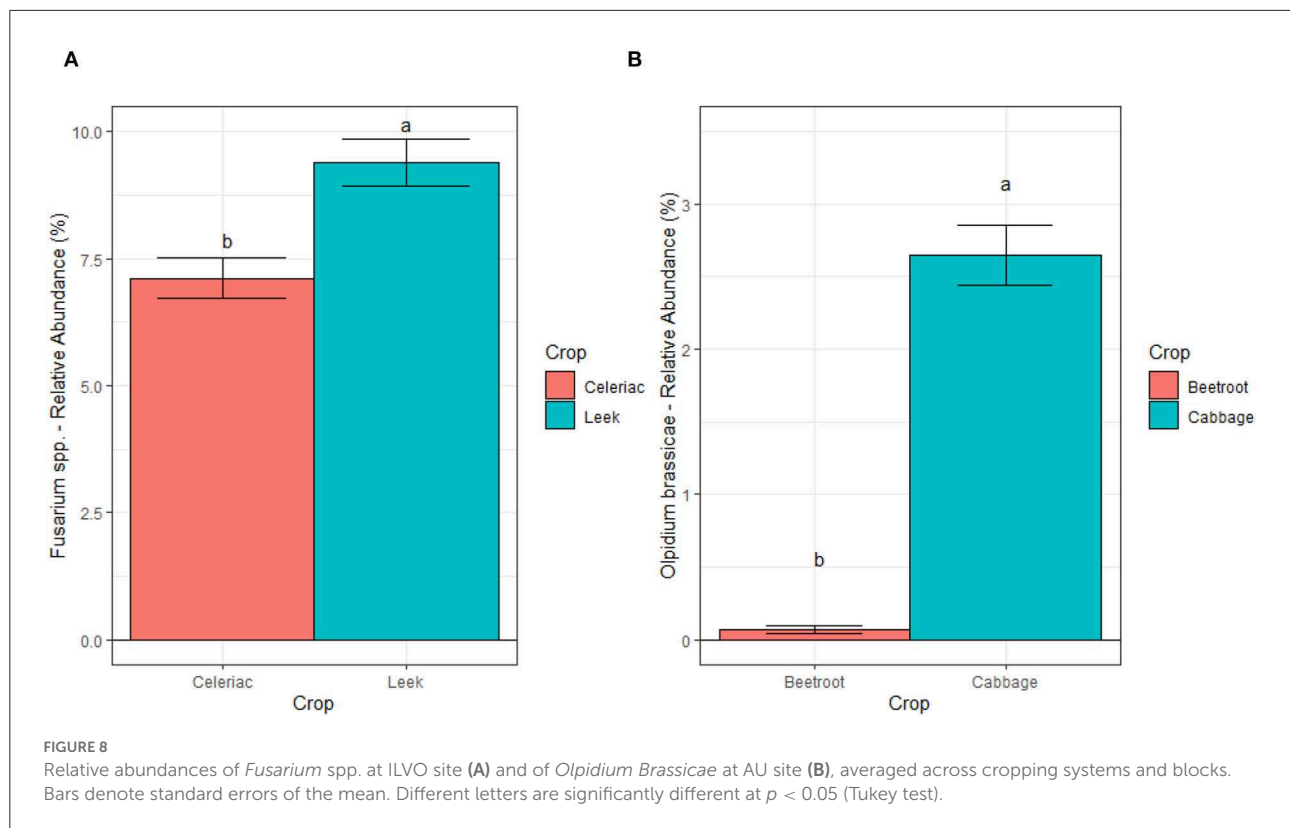 A
Fusarium spp. - Relative Abundance (%)
10.0
7.5
5.0
2.5
0.0
b
a
Celeriac
Leek
Crop
Crop
Celeriac
Leek
B
Olpidium brassicae - Relative Abundance (%)
3
2
1
0
b
a
Beetroot
Cabbage
Crop
Crop
Beetroot
Cabbage
FIGURE 8
Relative abundances of Fusarium spp. at ILVO site (A) and of Olpidium Brassicae at AU site (B), averaged across cropping systems and blocks.
Bars denote standard errors of the mean. Different letters are significantly different at p < 0.05 (Tukey test).